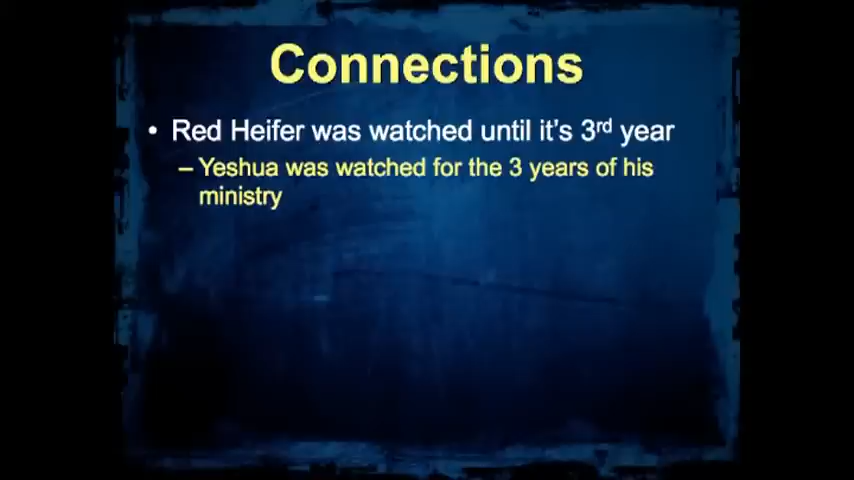 Connections
• Red Heifer was watched until it's 3rd year
– Yeshua was watched for the 3 years of his
ministry